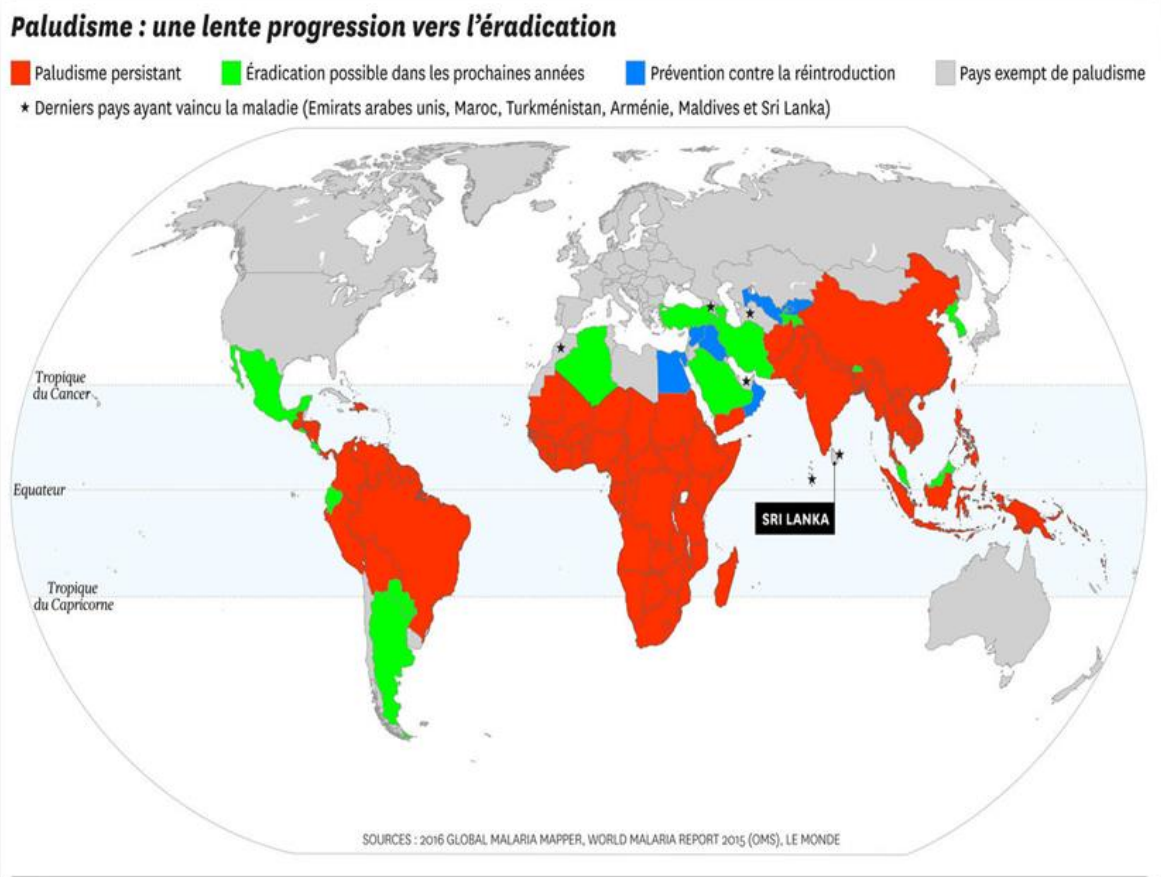 Paludisme : une lente progression vers l'éradication
Paludisme persistant
Éradication possible dans les prochaines années
Prévention contre la réintroduction
Pays exempt de paludisme
★ Derniers pays ayant vaincu la maladie (Emirats arabes unis, Maroc, Turkménistan, Arménie, Maldives et Sri Lanka)
Tropique
du Cancer
Equateur
SRI LANKA
Tropique
du Capricorne
SOURCES : 2016 GLOBAL MALARIA MAPPER, WORLD MALARIA REPORT 2015 (OMS), LE MONDE